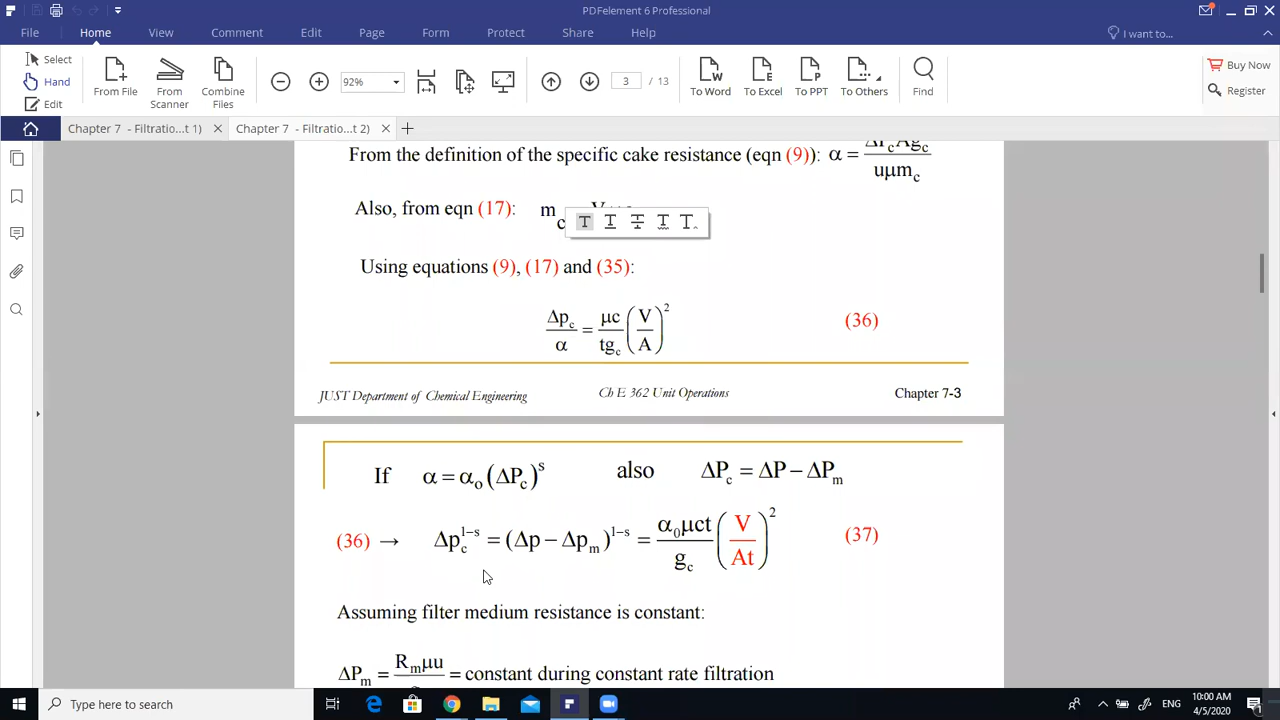 PDFelement 6 Professional
File Home View Comment Edit Page Form Protect Share Help I want to...
Select
Hand
Edit
From File
From Scanner
Combine Files
92%
3 / 13
To Word
To Excel
To PPT
To Others
Find
Buy Now
Register
Chapter 7 - Filtratio...t 1)
Chapter 7 - Filtratio...t 2)
From the definition of the specific cake resistance (eqn (9)): α = ΔP_cAg_c / uμm_c
Also, from eqn (17): m_c
Using equations (9), (17) and (35):
Δp_c / α = μc / tg_c (V / A)² (36)
JUST Department of Chemical Engineering Ch E 362 Unit Operations Chapter 7-3
If α = α_o (ΔP_c)^s also ΔP_c = ΔP − ΔP_m
(36) → Δp_c^{1−s} = (Δp − Δp_m)^{1−s} = α_0μct / g_c (V / At)² (37)
Assuming filter medium resistance is constant:
ΔP_m = R_mμu = constant during constant rate filtration
Type here to search
ENG
10:00 AM
4/5/2020